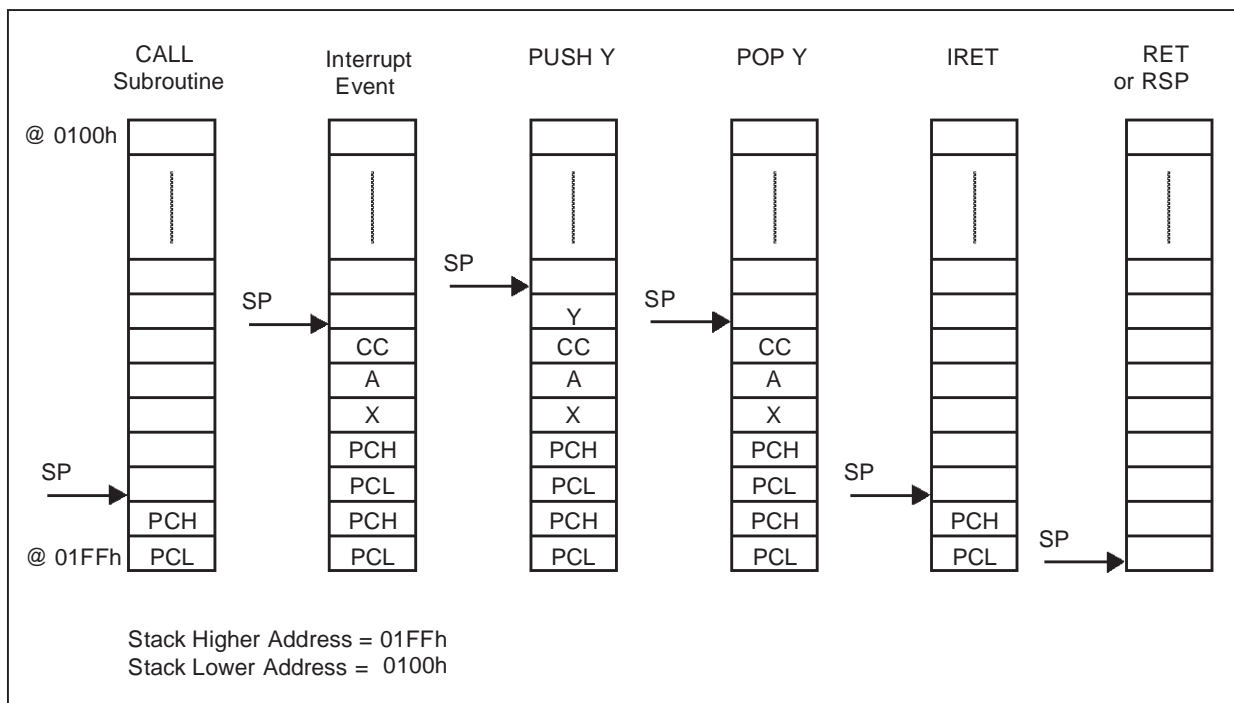 CALL
Subroutine
Interrupt
Event
PUSH Y
POP Y
IRET
RET
or RSP
@ 0100h
SP
PCH
@ 01FFh
PCL
SP
CC
A
X
PCH
PCL
PCH
PCL
SP
Y
CC
A
X
PCH
PCL
PCH
PCL
SP
CC
A
X
PCH
PCL
PCH
PCL
SP
PCH
PCL
SP
Stack Higher Address = 01FFh
Stack Lower Address = 0100h